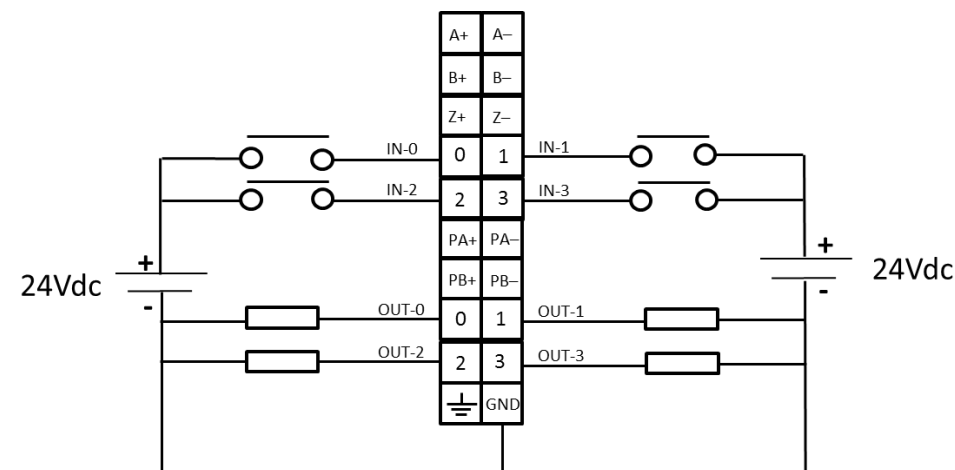 A+ A–
B+ B–
Z+ Z–
IN-0 0 1 IN-1
IN-2 2 3 IN-3
PA+ PA–
+ +
24Vdc PB+ PB– 24Vdc
- -
OUT-0 0 1 OUT-1
OUT-2 2 3 OUT-3
GND